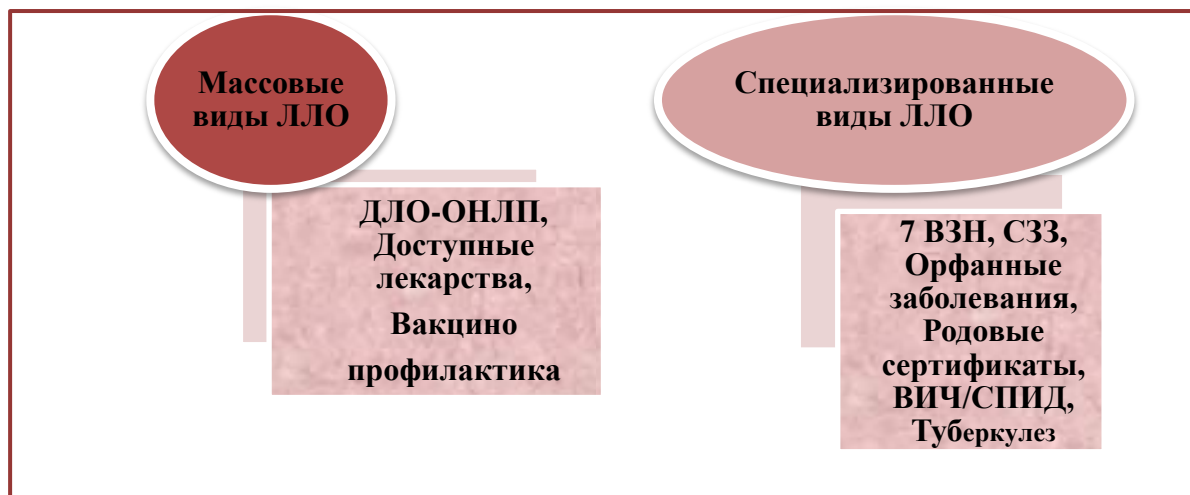 Массовые
виды ЛЛО
ДЛО-ОНЛП,
Доступные
лекарства,
Вакцино
профилактика
Специализированные
виды ЛЛО
7 ВЗН, СЗЗ,
Орфанные
заболевания,
Родовые
сертификаты,
ВИЧ/СПИД,
Туберкулез